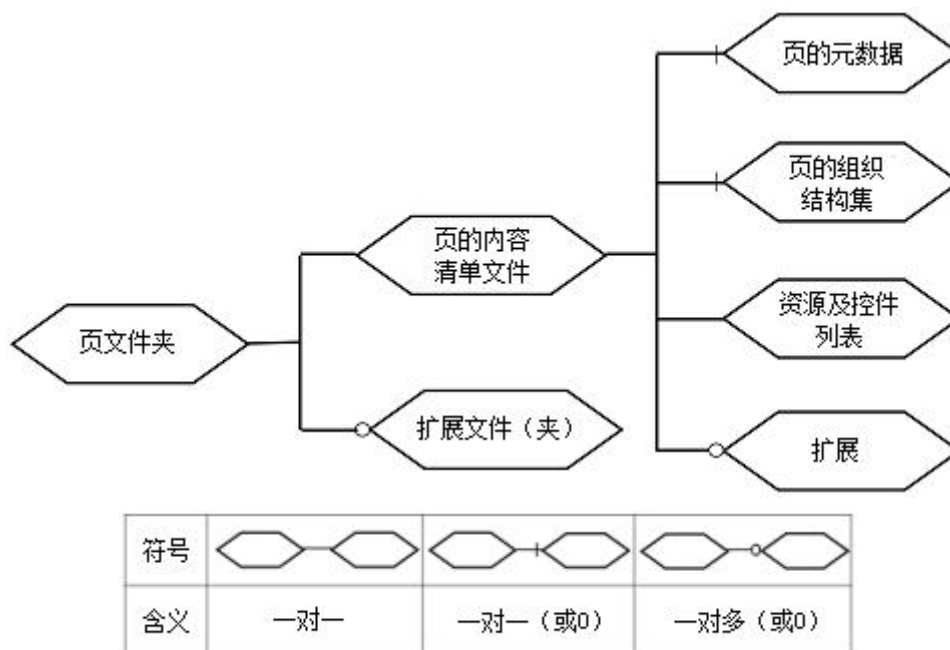 页的元数据
页的组织
结构集
页的内容
清单文件
资源及控件
列表
页文件夹
扩展文件（夹）
扩展
符号
含义 一对一 一对一（或0） 一对多（或0）